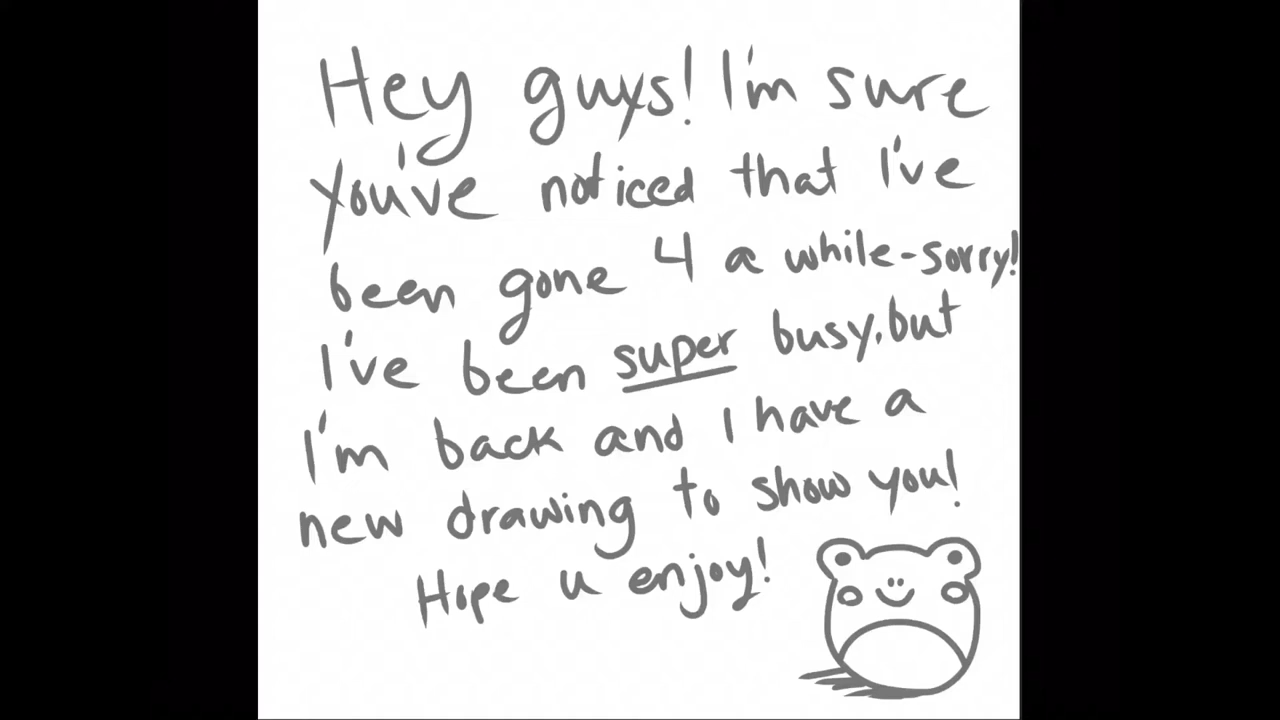 Hey guys! I'm sure
you've noticed that I've
been gone 4 a while-sorry!
I've been super busy, but
I'm back and I have a
new drawing to show you!
Hope u enjoy!